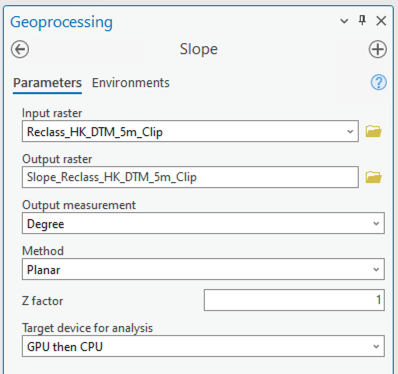 Geoprocessing
Slope
Parameters Environments
?
Input raster
Reclass_HK_DTM_5m_Clip
Output raster
Slope_Reclass_HK_DTM_5m_Clip
Output measurement
Degree
Method
Planar
Z factor 1
Target device for analysis
GPU then CPU